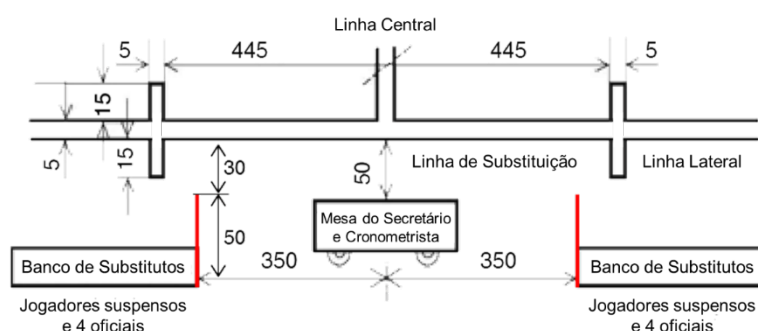 Linha Central
5 445 445 5
15
5
15
30
50
Linha de Substituição
Linha Lateral
Mesa do Secretário
e Cronometrista
50
350
350
Banco de Substitutos
Banco de Substitutos
Jogadores suspensos
e 4 oficiais
Jogadores suspensos
e 4 oficiais